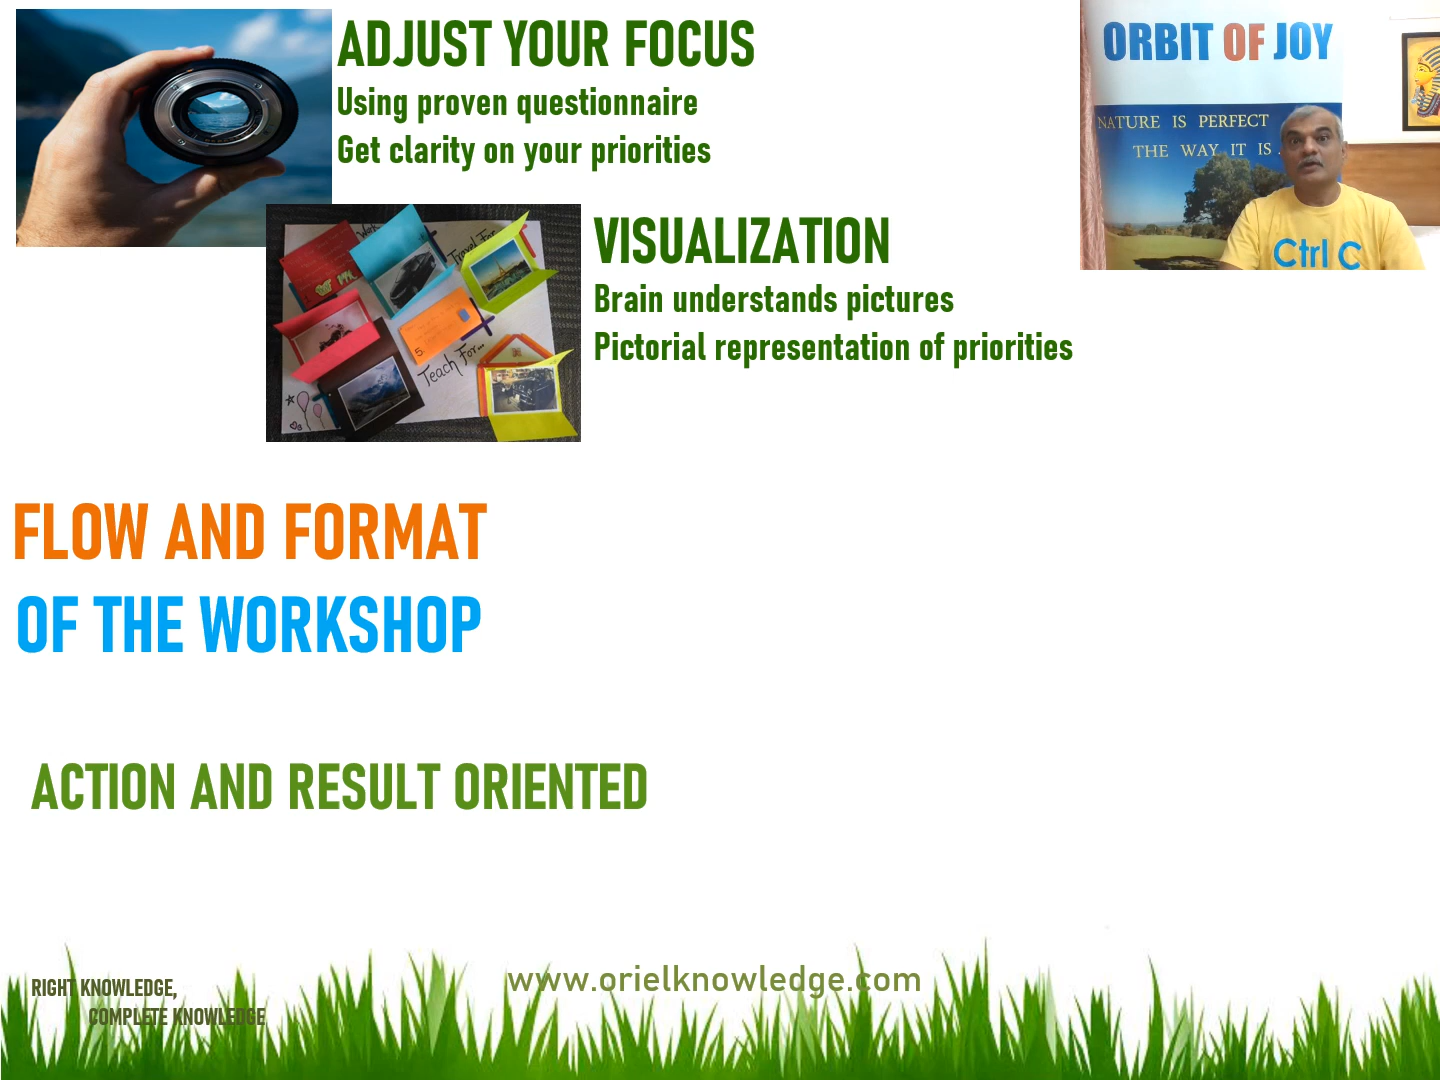 ADJUST YOUR FOCUS
Using proven questionnaire
Get clarity on your priorities
ORBIT OF JOY
NATURE IS PERFECT
THE WAY IT IS .
Ctrl C
VISUALIZATION
Brain understands pictures
Pictorial representation of priorities
Work
Travel For
5.
Teach For...
FLOW AND FORMAT
OF THE WORKSHOP
ACTION AND RESULT ORIENTED
RIGHT KNOWLEDGE,
COMPLETE KNOWLEDGE
www.orielknowledge.com